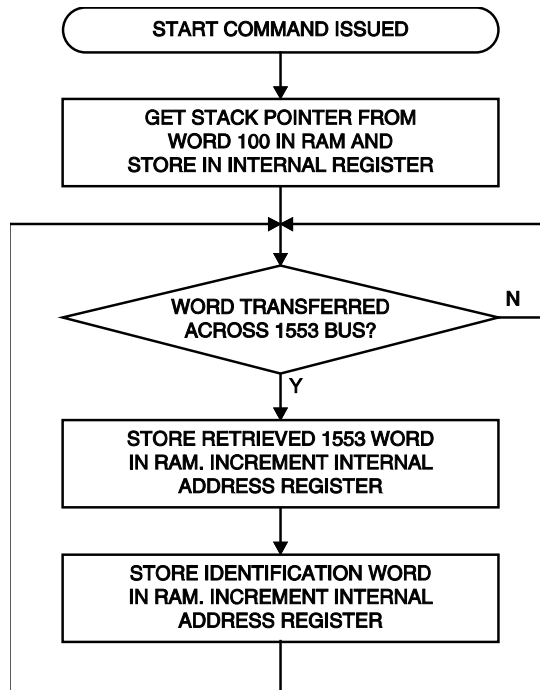 START COMMAND ISSUED
GET STACK POINTER FROM
WORD 100 IN RAM AND
STORE IN INTERNAL REGISTER
WORD TRANSFERRED
ACROSS 1553 BUS?
N
Y
STORE RETRIEVED 1553 WORD
IN RAM. INCREMENT INTERNAL
ADDRESS REGISTER
STORE IDENTIFICATION WORD
IN RAM. INCREMENT INTERNAL
ADDRESS REGISTER